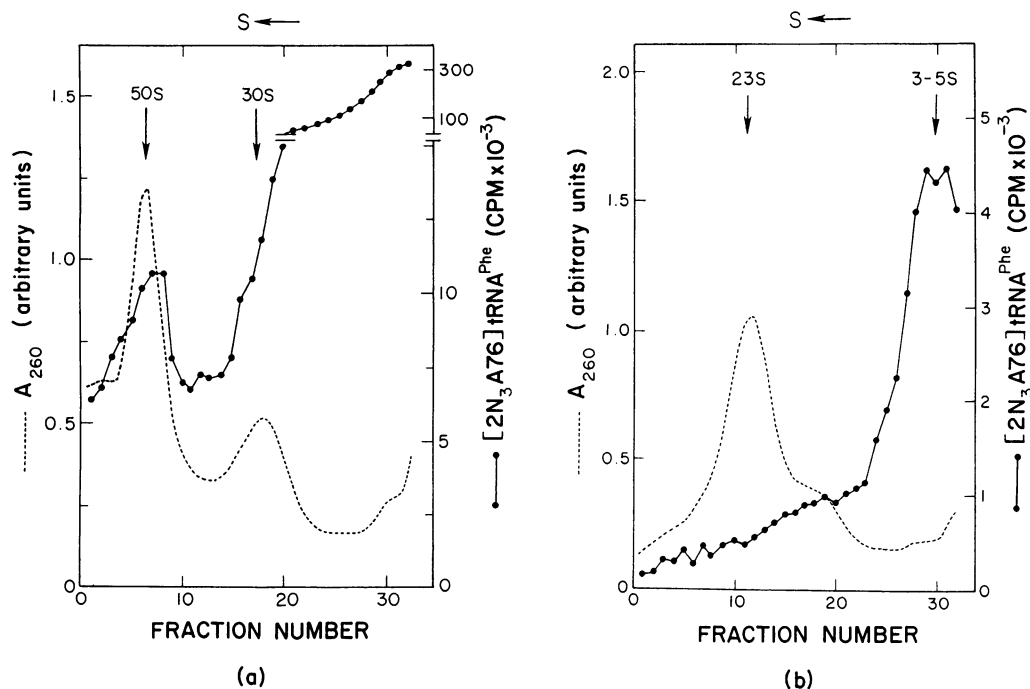 S ←
50S
30S
1.5
1.0
0.5
0
300
100
10
5
0
A260 (arbitrary units)
[2N3A76] tRNAPhe (CPM x 10-3)
0
10
20
30
FRACTION NUMBER
(a)
S ←
23S
3-5S
2.0
1.5
1.0
0.5
0
5
4
3
2
1
0
A260 (arbitrary units)
[2N3A76] tRNAPhe (CPM x 10-3)
0
10
20
30
FRACTION NUMBER
(b)